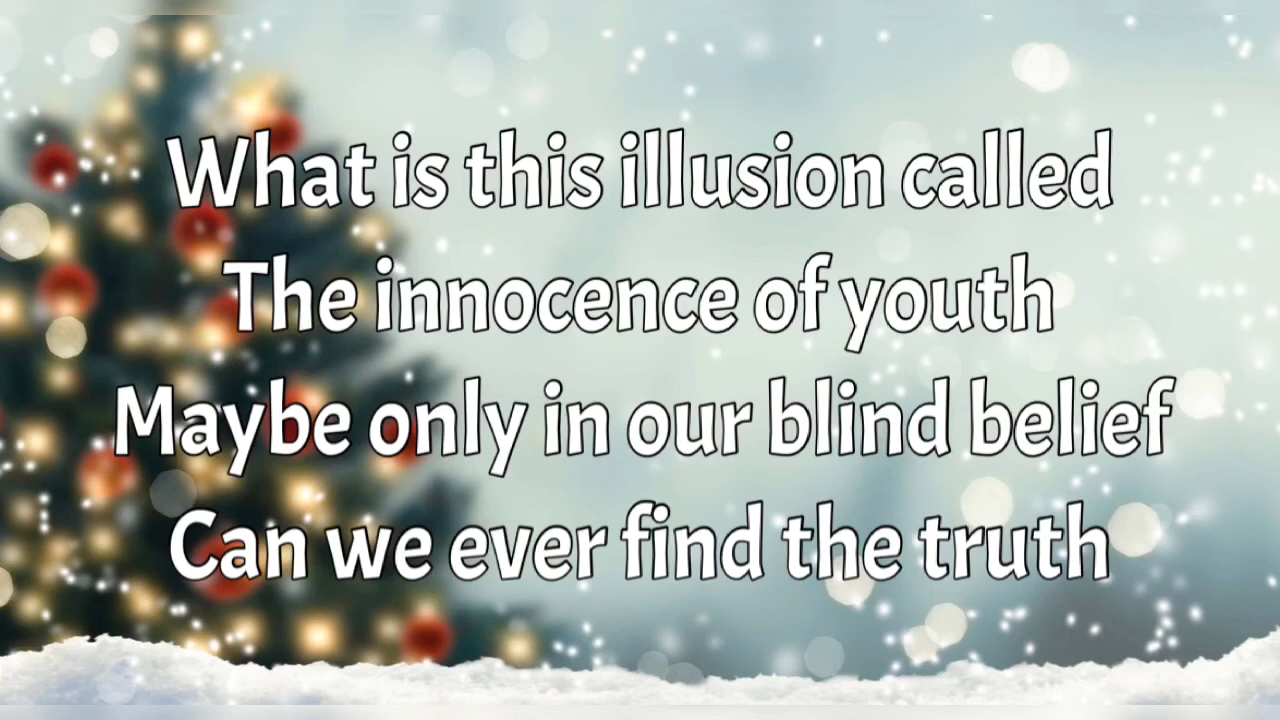 What is this illusion called
The innocence of youth
Maybe only in our blind belief
Can we ever find the truth